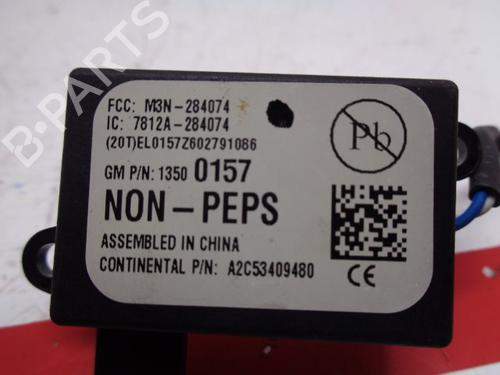 B-PARTS
FCC: M3N-284074
IC: 7812A-284074
(20T)EL0157Z602791086
GM P/N: 1350 0157
NON-PEPS
ASSEMBLED IN CHINA
CONTINENTAL P/N: A2C53409480
Pb
CE